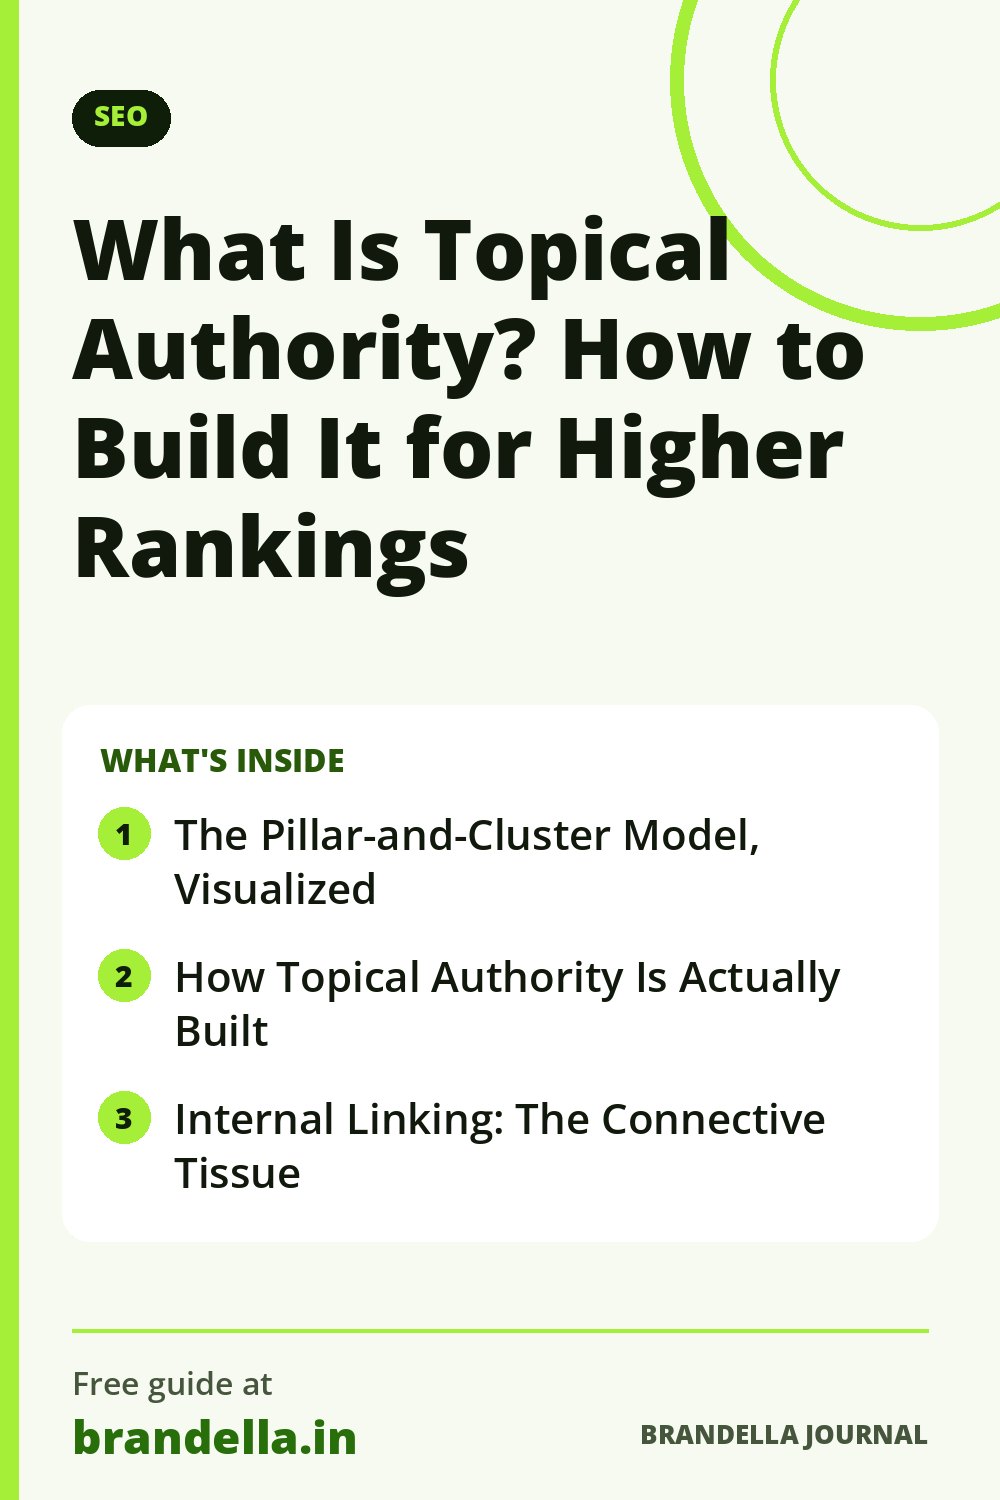 SEO
What Is Topical
Authority? How to
Build It for Higher
Rankings
WHAT'S INSIDE
1 The Pillar-and-Cluster Model,
Visualized
2 How Topical Authority Is Actually
Built
3 Internal Linking: The Connective
Tissue
Free guide at
brandella.in
BRANDELLA JOURNAL